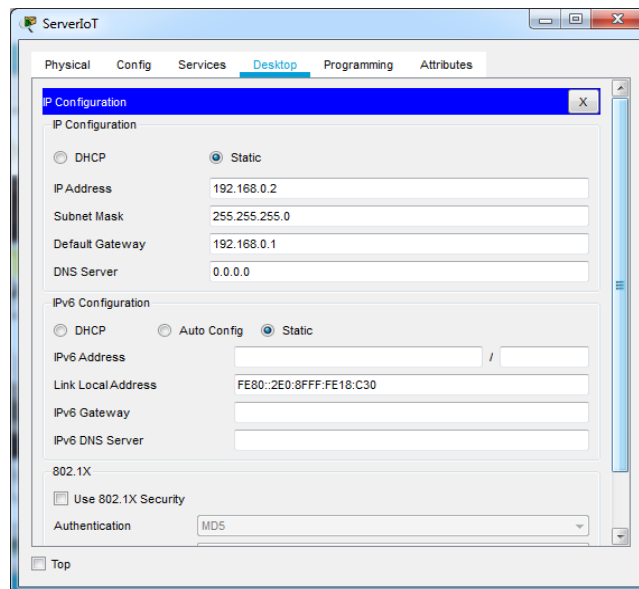 ServerIoT
Physical Config Services Desktop Programming Attributes
IP Configuration X
IP Configuration
DHCP Static
IP Address 192.168.0.2
Subnet Mask 255.255.255.0
Default Gateway 192.168.0.1
DNS Server 0.0.0.0
IPv6 Configuration
DHCP Auto Config Static
IPv6 Address /
Link Local Address FE80::2E0:8FFF:FE18:C30
IPv6 Gateway
IPv6 DNS Server
802.1X
Use 802.1X Security
Authentication MD5
Top